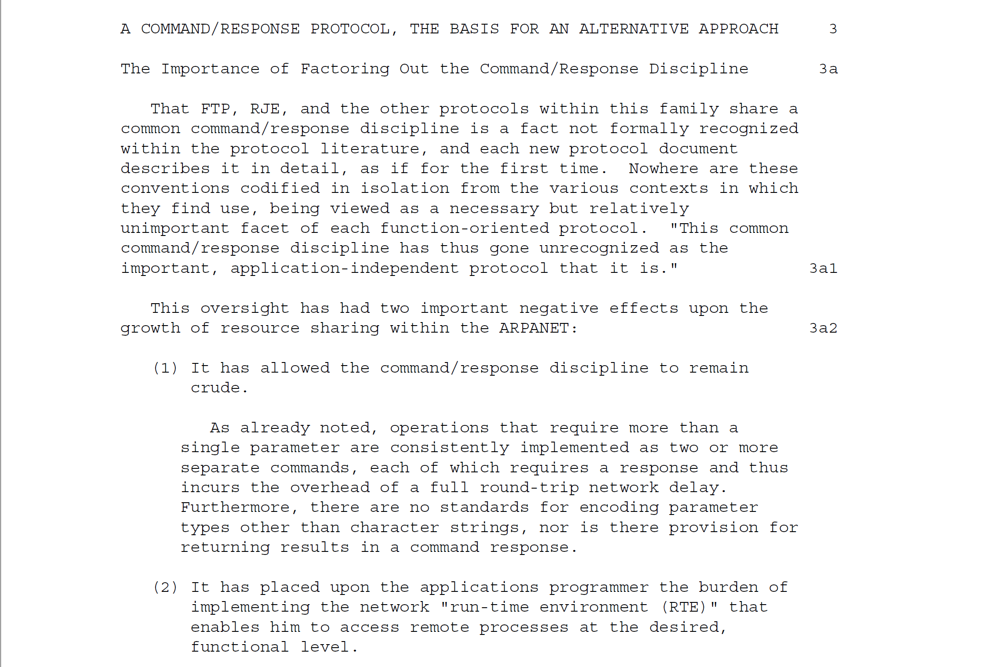 A COMMAND/RESPONSE PROTOCOL, THE BASIS FOR AN ALTERNATIVE APPROACH     3
The Importance of Factoring Out the Command/Response Discipline       3a
   That FTP, RJE, and the other protocols within this family share a
common command/response discipline is a fact not formally recognized
within the protocol literature, and each new protocol document
describes it in detail, as if for the first time.  Nowhere are these
conventions codified in isolation from the various contexts in which
they find use, being viewed as a necessary but relatively
unimportant facet of each function-oriented protocol.  "This common
command/response discipline has thus gone unrecognized as the
important, application-independent protocol that it is."             3a1
   This oversight has had two important negative effects upon the
growth of resource sharing within the ARPANET:                       3a2
   (1) It has allowed the command/response discipline to remain
       crude.
         As already noted, operations that require more than a
      single parameter are consistently implemented as two or more
      separate commands, each of which requires a response and thus
      incurs the overhead of a full round-trip network delay.
      Furthermore, there are no standards for encoding parameter
      types other than character strings, nor is there provision for
      returning results in a command response.
   (2) It has placed upon the applications programmer the burden of
       implementing the network "run-time environment (RTE)" that
       enables him to access remote processes at the desired,
       functional level.